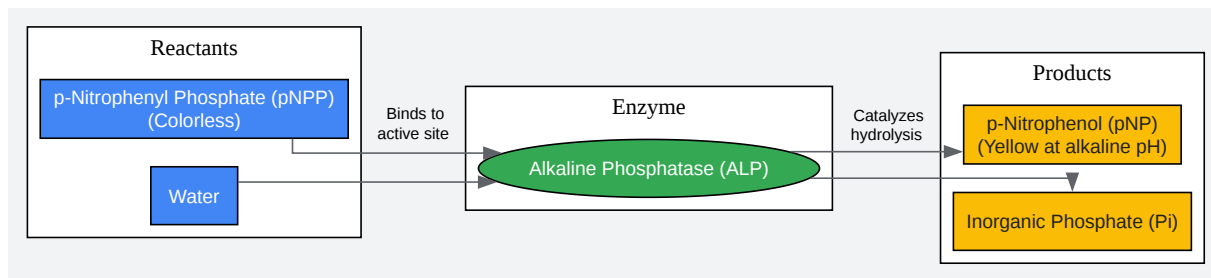 Reactants
p-Nitrophenyl Phosphate (pNPP)
(Colorless)
Water
Binds to
active site
Enzyme
Alkaline Phosphatase (ALP)
Catalyzes
hydrolysis
Products
p-Nitrophenol (pNP)
(Yellow at alkaline pH)
Inorganic Phosphate (Pi)